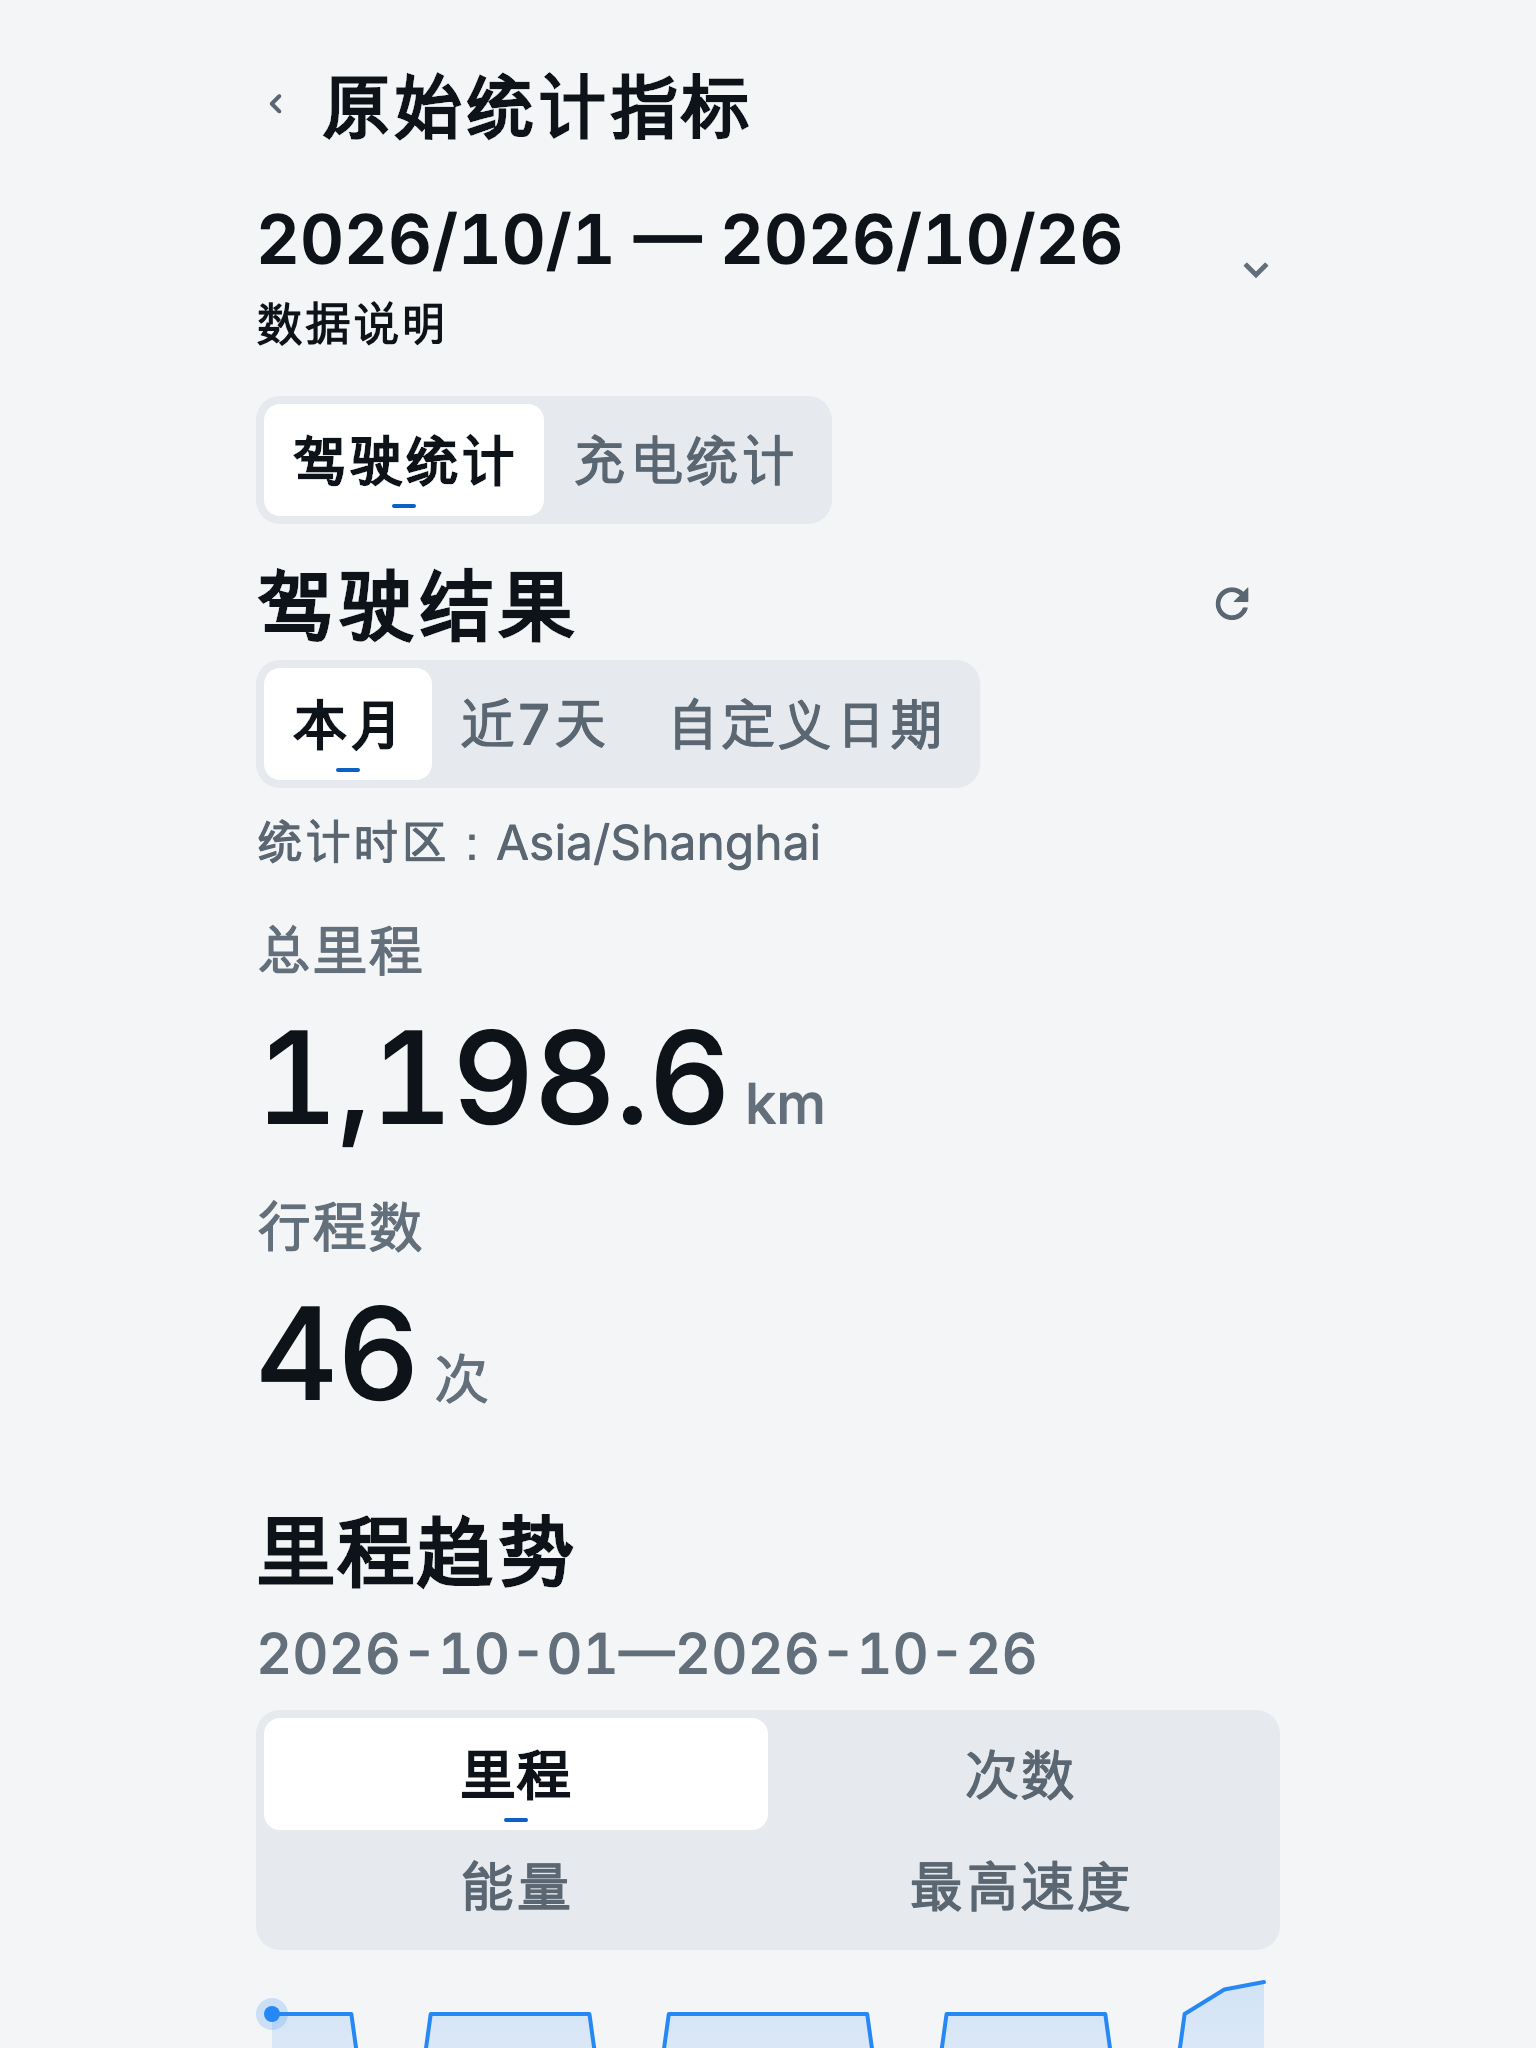 原始统计指标
2026/10/1 — 2026/10/26
数据说明
驾驶统计 充电统计
驾驶结果
本月 近7天 自定义日期
统计时区：Asia/Shanghai
总里程
1,198.6 km
行程数
46 次
里程趋势
2026-10-01—2026-10-26
里程 次数
能量 最高速度